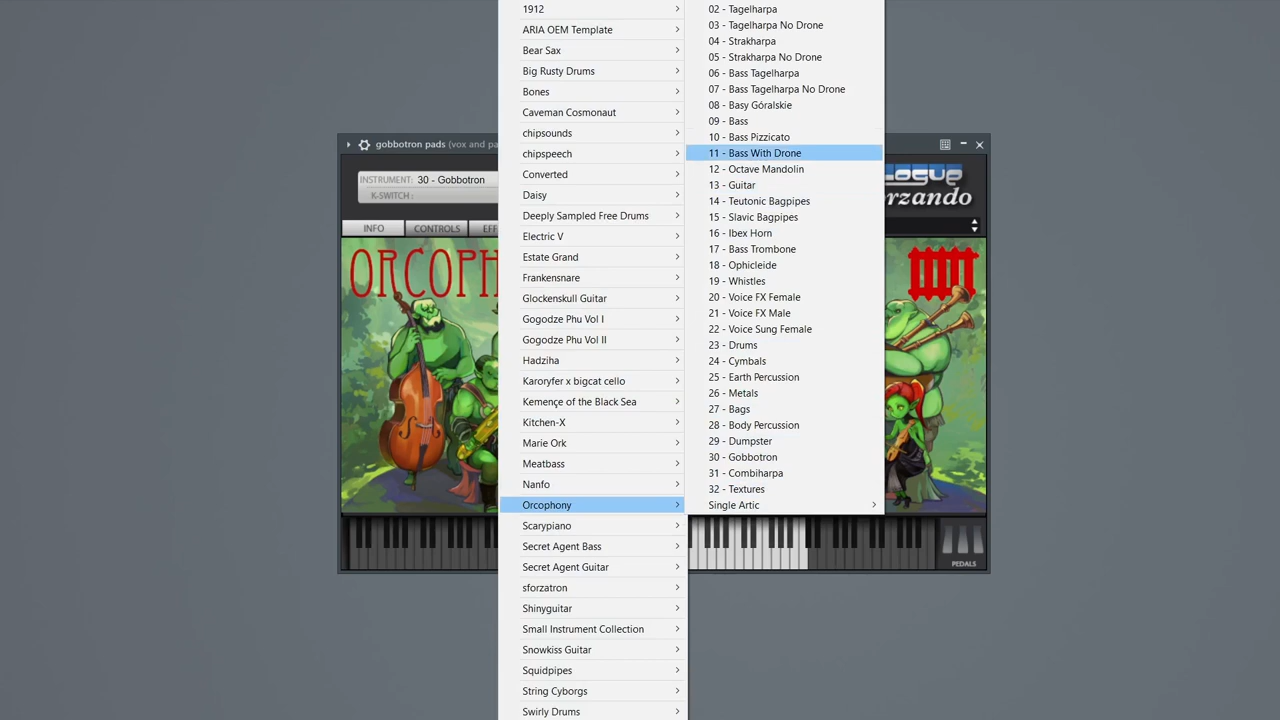 1912
ARIA OEM Template
Bear Sax
Big Rusty Drums
Bones
Caveman Cosmonaut
chipsounds
chipspeech
Converted
Daisy
Deeply Sampled Free Drums
Electric V
Estate Grand
Frankensnare
Glockenskull Guitar
Gogodze Phu Vol I
Gogodze Phu Vol II
Hadziha
Karoryfer x bigcat cello
Kemençe of the Black Sea
Kitchen-X
Marie Ork
Meatbass
Nanfo
Orcophony
Scarypiano
Secret Agent Bass
Secret Agent Guitar
sforzatron
Shinyguitar
Small Instrument Collection
Snowkiss Guitar
Squidpipes
String Cyborgs
Swirly Drums
02 - Tagelharpa
03 - Tagelharpa No Drone
04 - Strakharpa
05 - Strakharpa No Drone
06 - Bass Tagelharpa
07 - Bass Tagelharpa No Drone
08 - Basy Góralskie
09 - Bass
10 - Bass Pizzicato
11 - Bass With Drone
12 - Octave Mandolin
13 - Guitar
14 - Teutonic Bagpipes
15 - Slavic Bagpipes
16 - Ibex Horn
17 - Bass Trombone
18 - Ophicleide
19 - Whistles
20 - Voice FX Female
21 - Voice FX Male
22 - Voice Sung Female
23 - Drums
24 - Cymbals
25 - Earth Percussion
26 - Metals
27 - Bags
28 - Body Percussion
29 - Dumpster
30 - Gobbotron
31 - Combiharpa
32 - Textures
Single Artic
gobbotron pads (vox and pa
INSTRUMENT: 30 - Gobbotron
K-SWITCH :
INFO CONTROLS EFF
ORCOPH
ogue
rzando
PEDALS